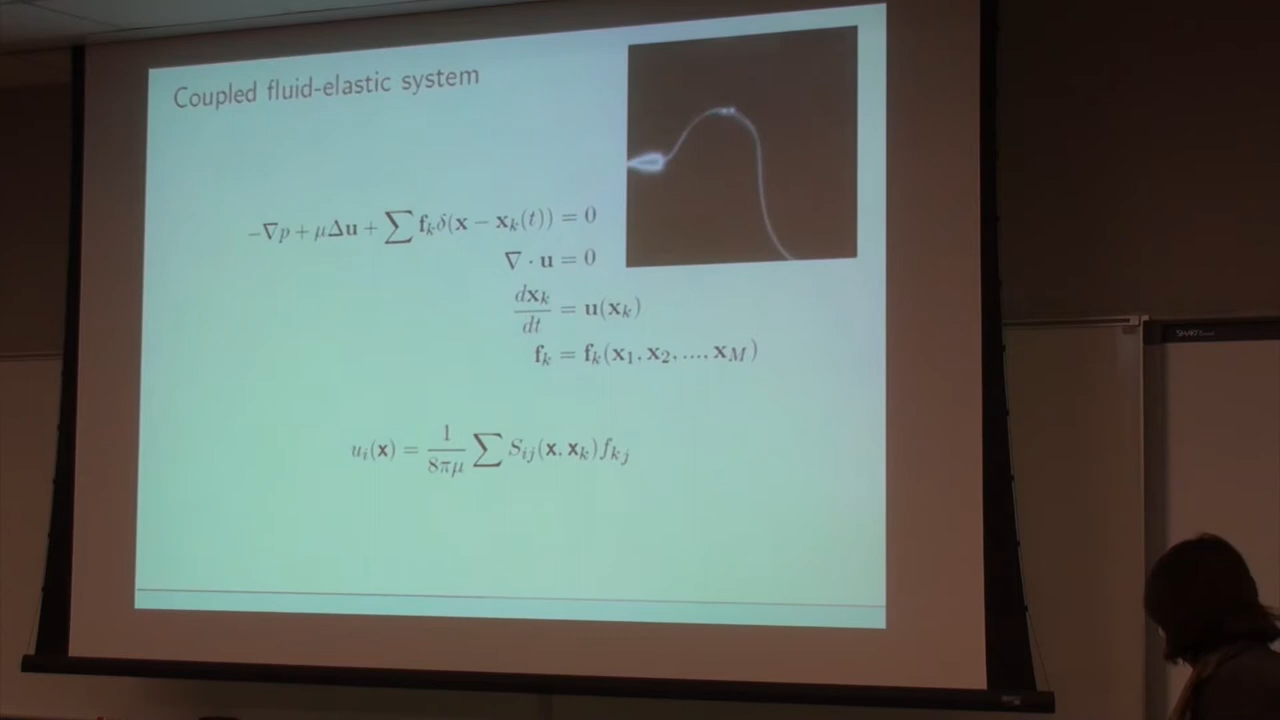 Coupled fluid-elastic system
−∇p + μΔu + ∑ f_k δ(x − x_k(t)) = 0
∇ · u = 0
dx_k/dt = u(x_k)
f_k = f_k(x_1, x_2, ..., x_M)
u_i(x) = 1/(8πμ) ∑ S_ij(x, x_k) f_kj
SMART